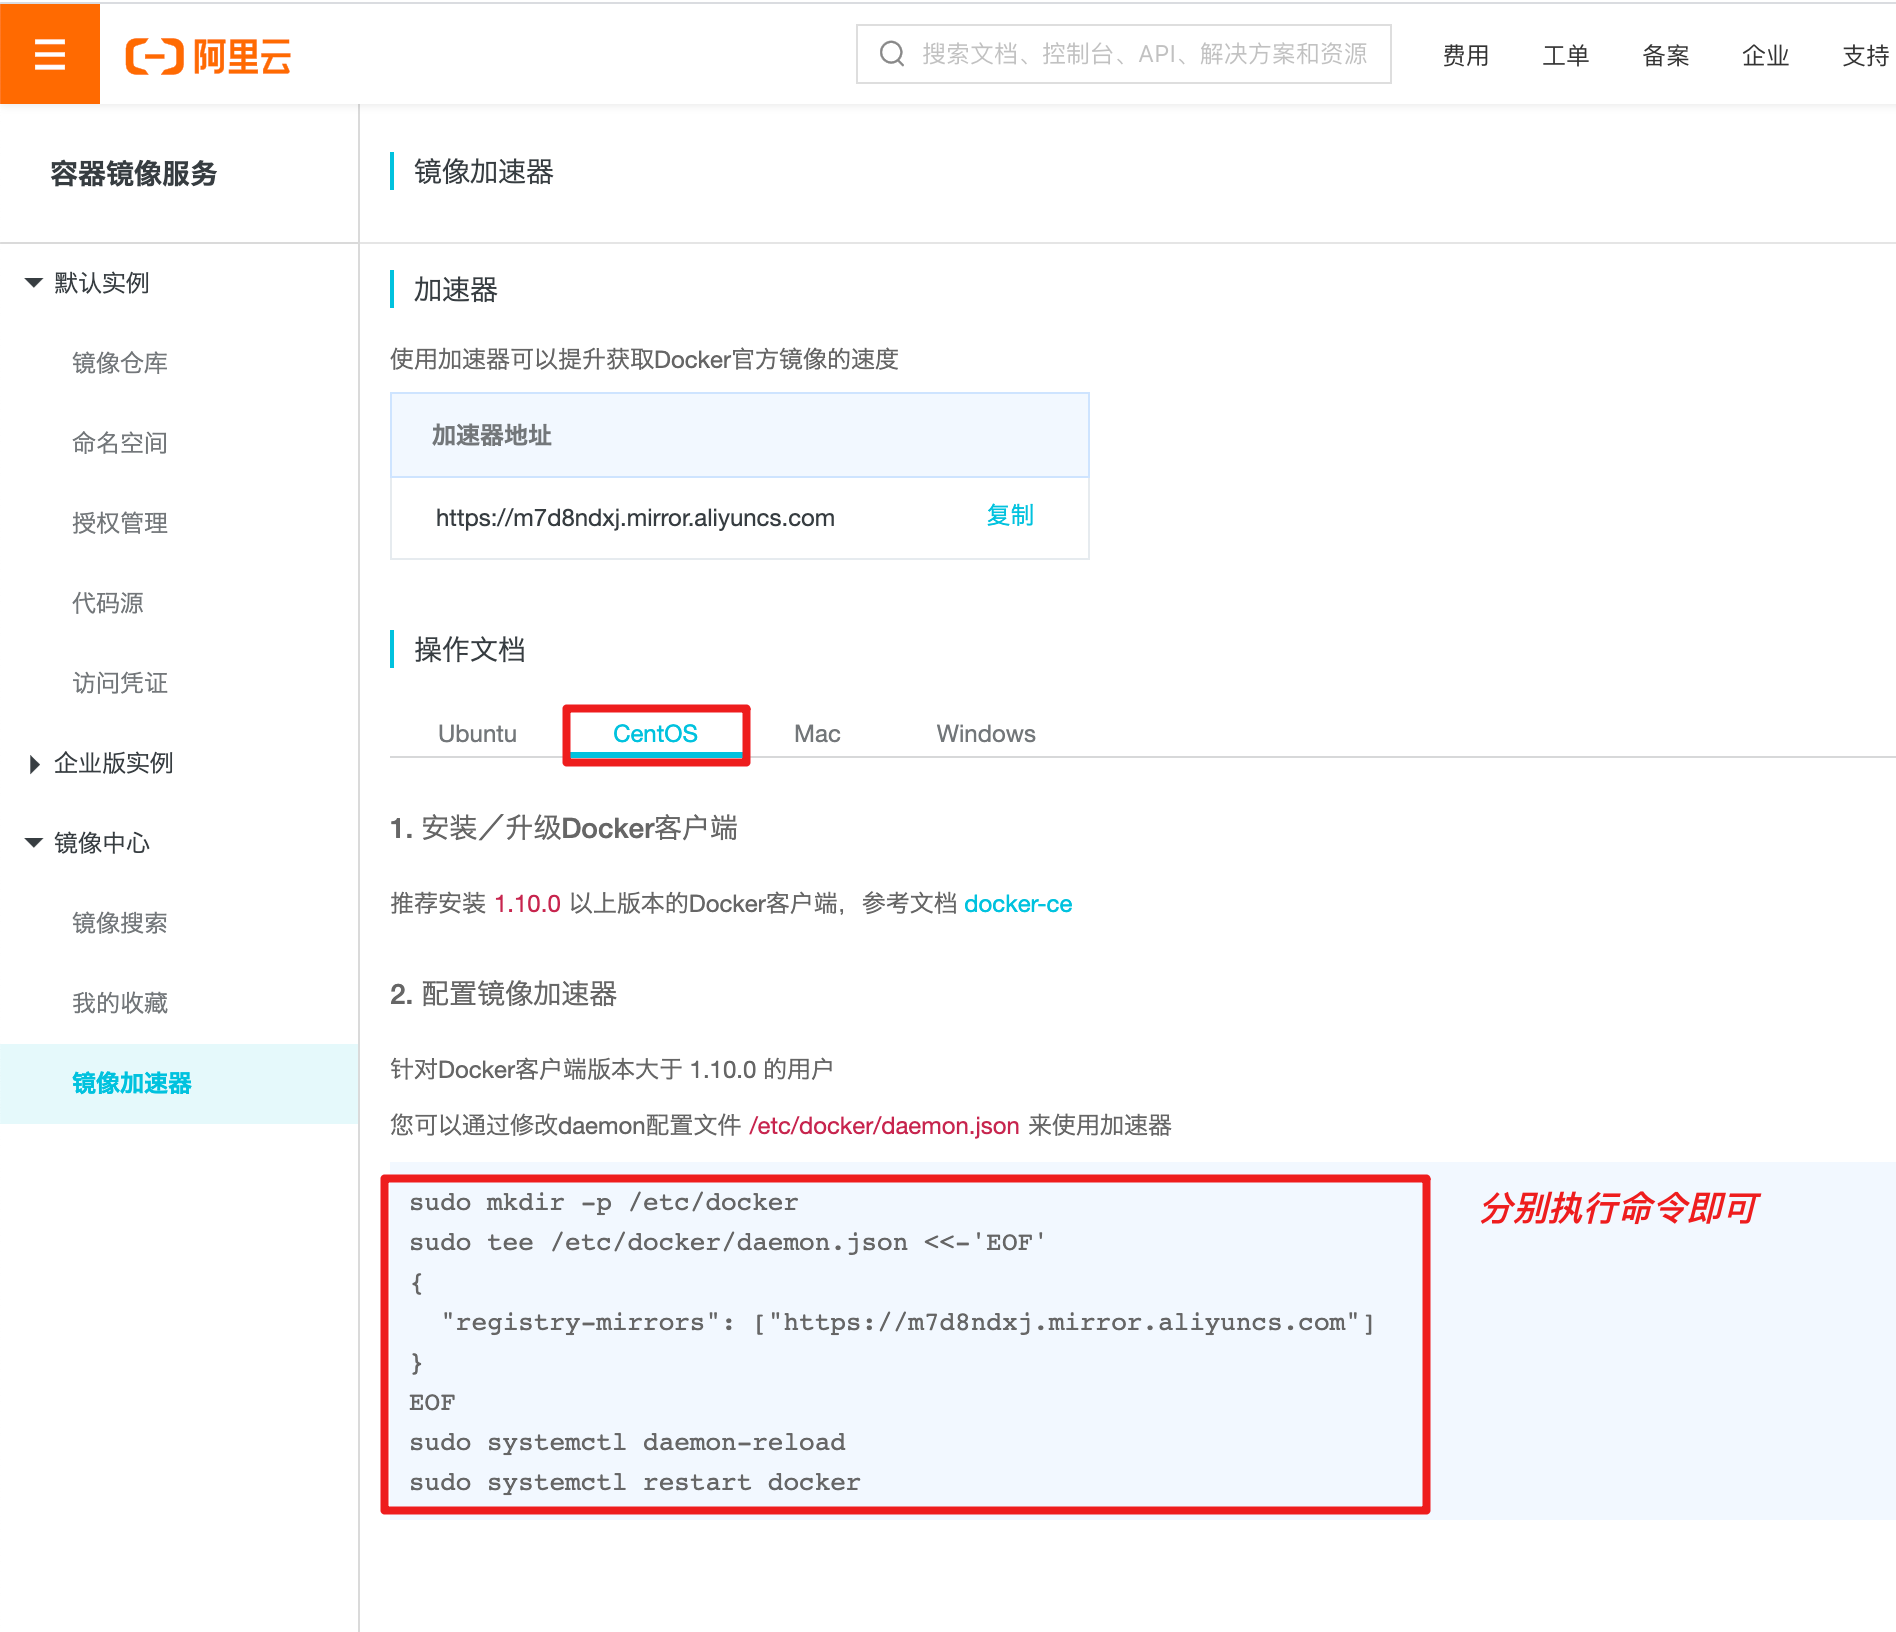 阿里云
搜索文档、控制台、API、解决方案和资源
费用
工单
备案
企业
支持
容器镜像服务
默认实例
镜像仓库
命名空间
授权管理
代码源
访问凭证
企业版实例
镜像中心
镜像搜索
我的收藏
镜像加速器
镜像加速器
加速器
使用加速器可以提升获取Docker官方镜像的速度
加速器地址
https://m7d8ndxj.mirror.aliyuncs.com
复制
操作文档
Ubuntu
CentOS
Mac
Windows
1. 安装／升级Docker客户端
推荐安装 1.10.0 以上版本的Docker客户端，参考文档 docker-ce
2. 配置镜像加速器
针对Docker客户端版本大于 1.10.0 的用户
您可以通过修改daemon配置文件 /etc/docker/daemon.json 来使用加速器
sudo mkdir -p /etc/docker
sudo tee /etc/docker/daemon.json <<-'EOF'
{
  "registry-mirrors": ["https://m7d8ndxj.mirror.aliyuncs.com"]
}
EOF
sudo systemctl daemon-reload
sudo systemctl restart docker
分别执行命令即可